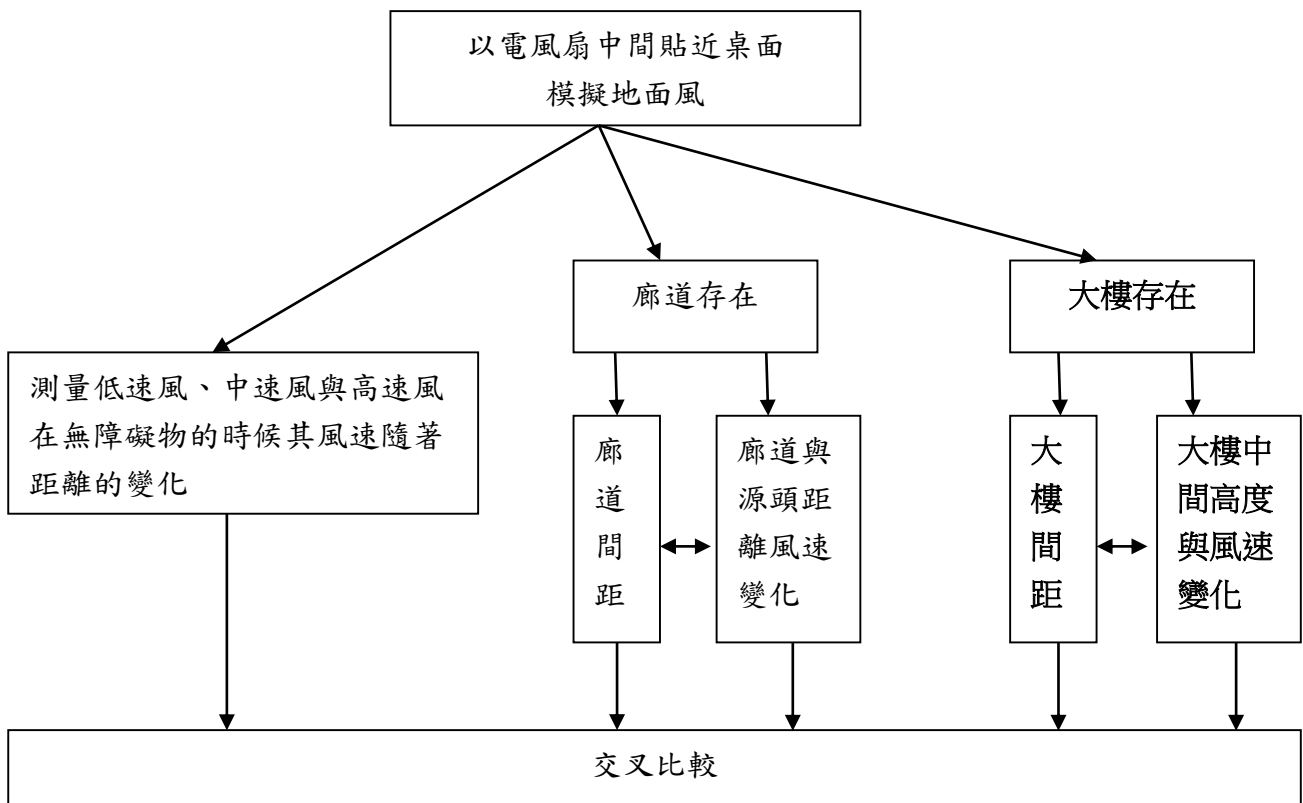 以電風扇中間貼近桌面
模擬地面風
廊道存在
大樓存在
測量低速風、中速風與高速風
在無障礙物的時候其風速隨著
距離的變化
廊
道
間
距
廊道與
源頭距
離風速
變化
大
樓
間
距
大樓中
間高度
與風速
變化
交叉比較